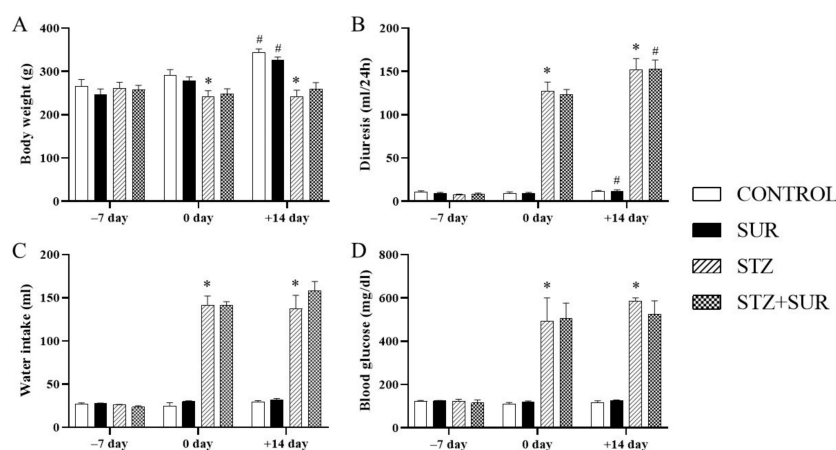 A
Body weight (g)
400
300
200
100
0
# #
* *
−7 day 0 day +14 day
B
Diuresis (ml/24h)
200
150
100
50
0
* * #
#
−7 day 0 day +14 day
C
Water intake (ml)
200
150
100
50
0
* *
−7 day 0 day +14 day
D
Blood glucose (mg/dl)
800
600
400
200
0
* *
−7 day 0 day +14 day
CONTROL
SUR
STZ
STZ+SUR